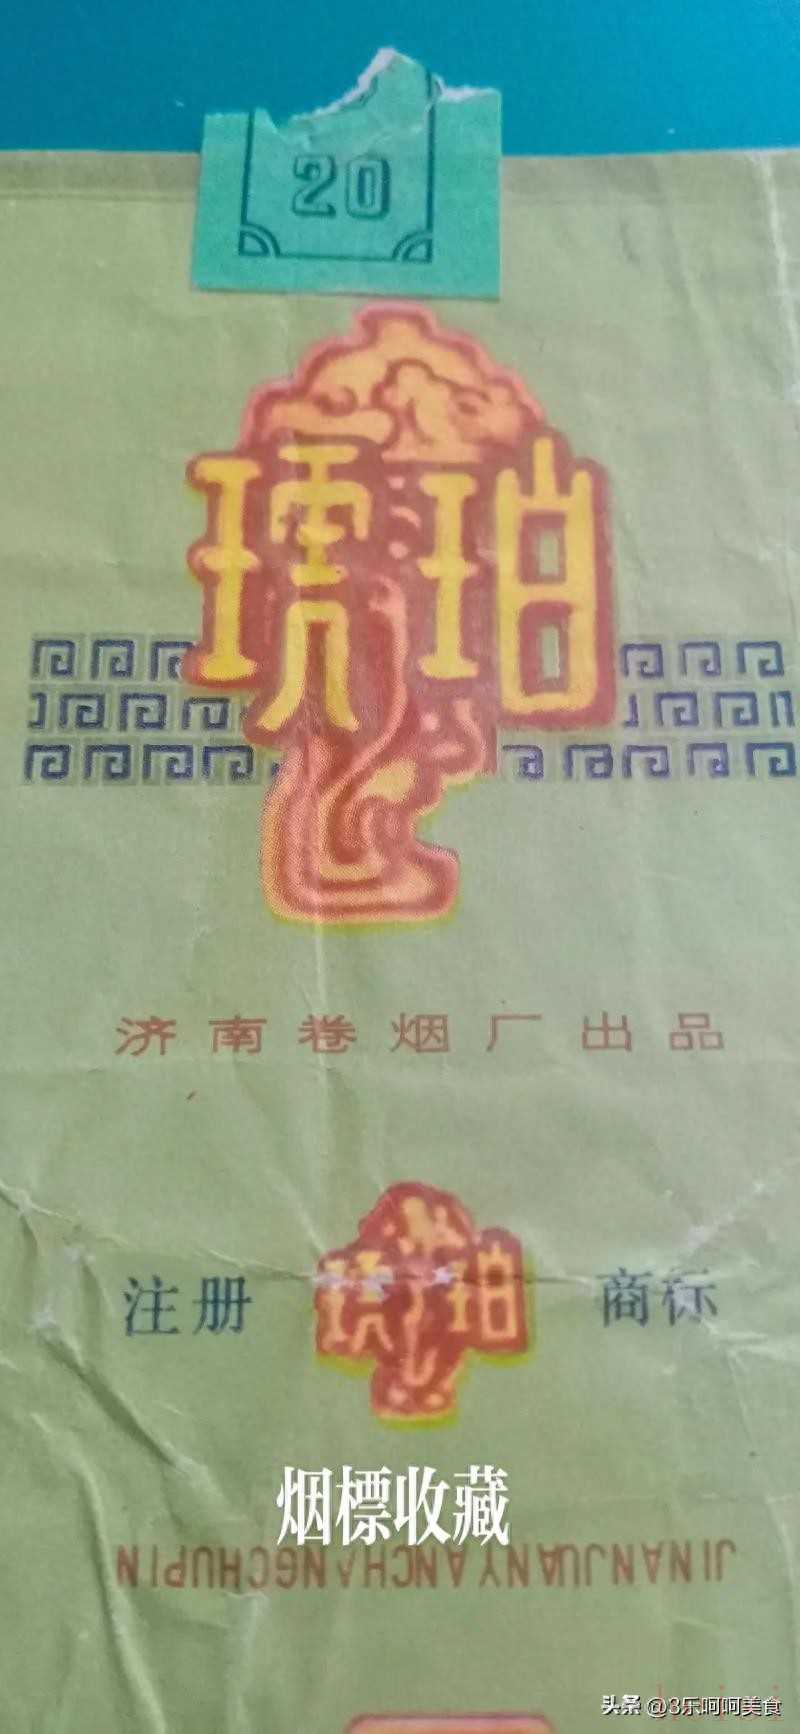 20
琥珀
济南卷烟厂出品
注册 琥珀 商标
烟標收藏
JINANJUANYANCHANGCHUPIN
头条 @3乐呵呵美食